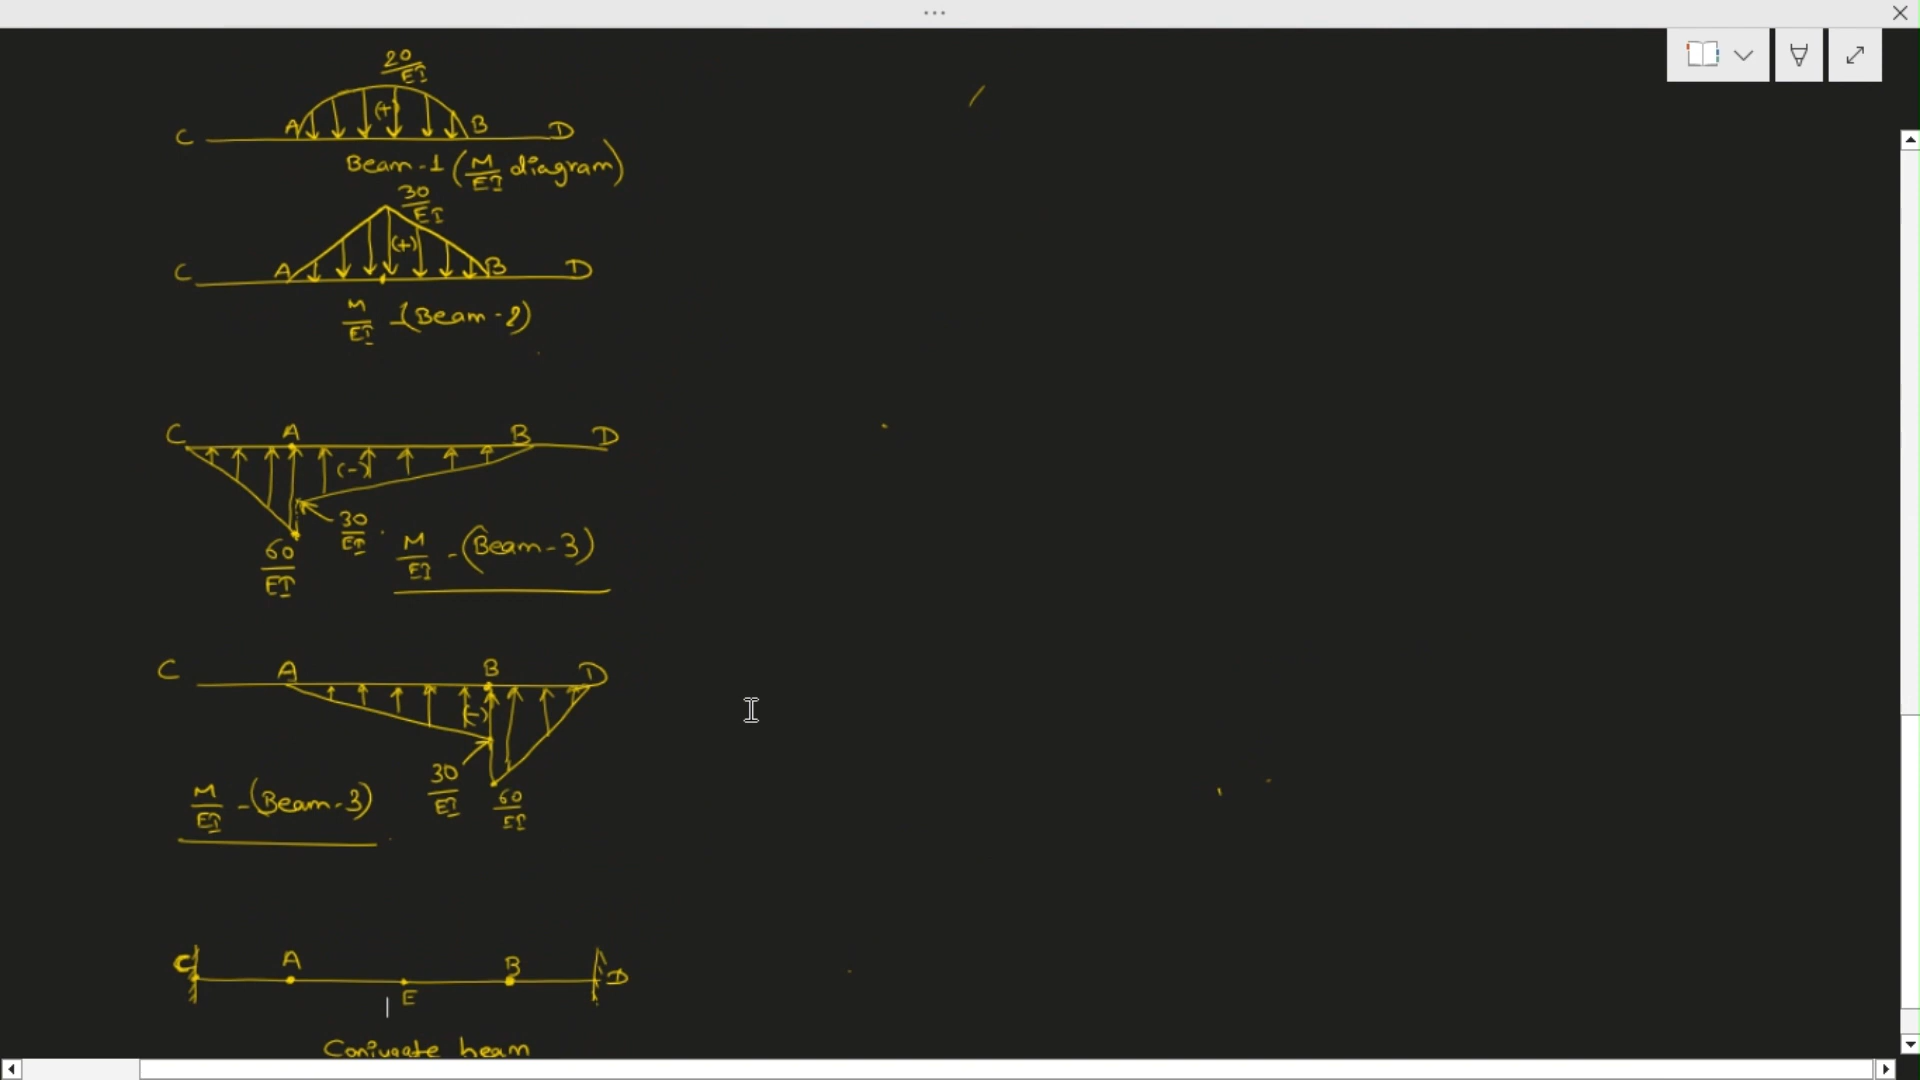 20/EI
A (+) B
C D
Beam-1 (M/EI diagram)
30/EI
C A (+) B D
M/EI -(Beam-2)
C A B D
(-)
30/EI
60/EI
M/EI -(Beam-3)
C A B D
(-)
30/EI
60/EI
M/EI -(Beam-3)
C A B D
E
Conjugate beam